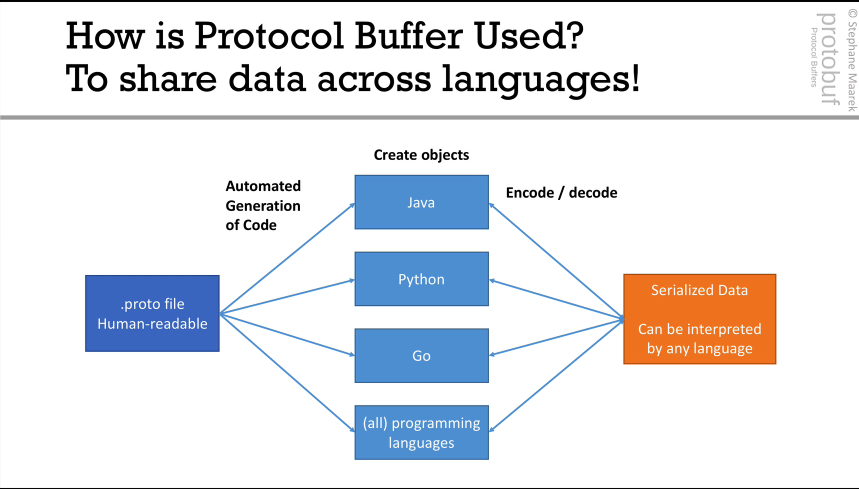 How is Protocol Buffer Used?
To share data across languages!
© Stephane Maarek
protobuf
Protocol Buffers
Create objects
Automated
Generation
of Code
Encode / decode
Java
Python
Go
(all) programming
languages
.proto file
Human-readable
Serialized Data
Can be interpreted
by any language